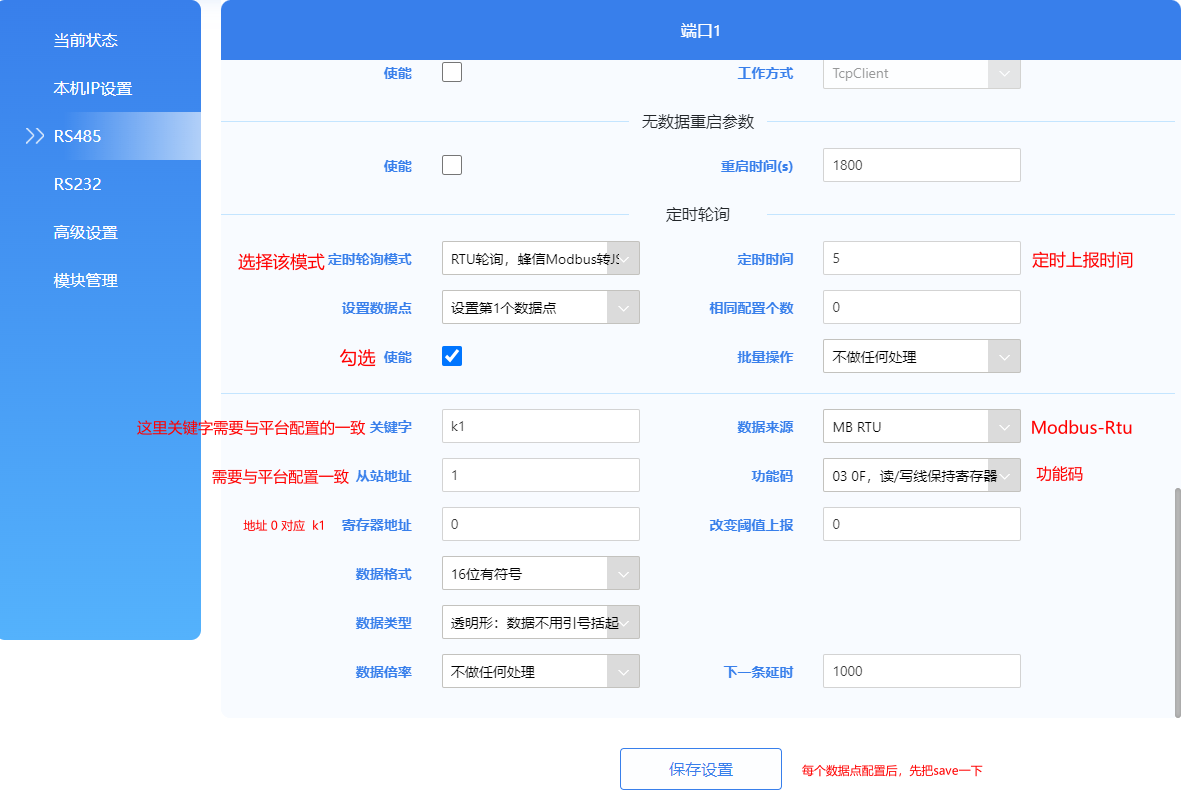 端口1
当前状态
本机IP设置
RS485
RS232
高级设置
模块管理
使能
工作方式 TcpClient
无数据重启参数
使能
重启时间(s) 1800
定时轮询
选择该模式 定时轮询模式 RTU轮询，蜂信Modbus转JS
定时时间 5 定时上报时间
设置数据点 设置第1个数据点
相同配置个数 0
勾选 使能
批量操作 不做任何处理
这里关键字需要与平台配置的一致 关键字 k1
数据来源 MB RTU Modbus-Rtu
需要与平台配置一致 从站地址 1
功能码 03 0F，读/写线保持寄存器 功能码
地址 0 对应 k1 寄存器地址 0
改变阈值上报 0
数据格式 16位有符号
数据类型 透明形：数据不用引号括起
数据倍率 不做任何处理
下一条延时 1000
保存设置 每个数据点配置后，先把save一下